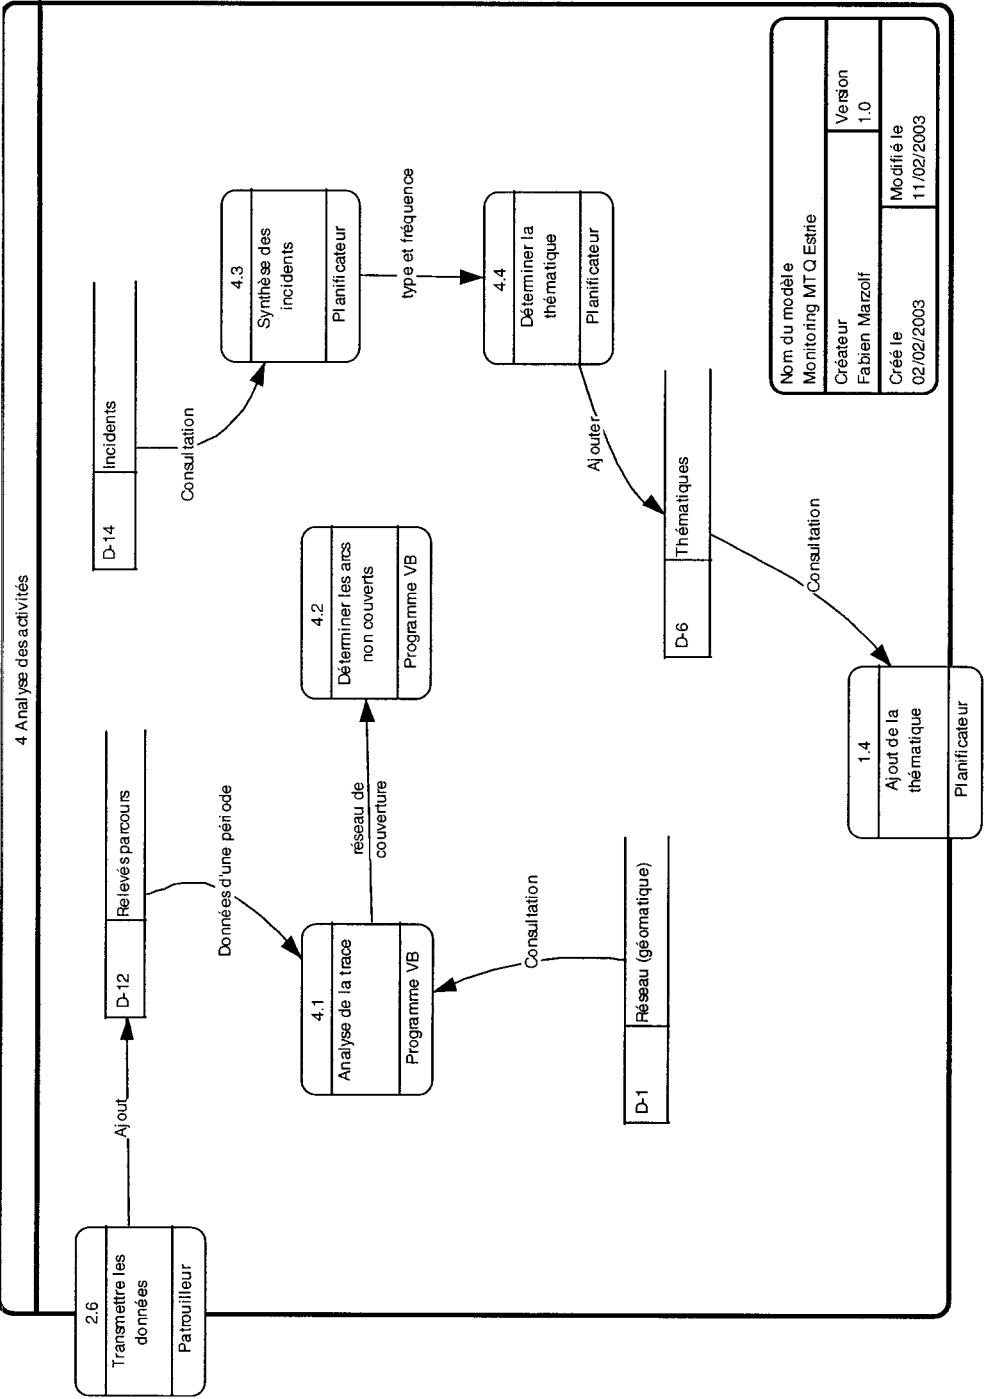 4 Analyse des activités
2.6
Transmettre les
données
Patrouilleur
Ajout
D-12
Relevés parcours
Données d'une période
4.1
Analyse de la trace
Programme VB
réseau de
couverture
4.2
Déterminer les arcs
non couverts
Programme VB
D-1
Réseau (géomatique)
Consultation
D-14
Incidents
Consultation
4.3
Synthèse des
incidents
Planificateur
type et fréquence
4.4
Déterminer la
thématique
Planificateur
Ajouter
D-6
Thématiques
Consultation
1.4
Ajout de la
thématique
Planificateur
Nom du modèle
Monitoring MTQ Estrie
Créateur
Fabien Marzolf
Version
1.0
Créé le
02/02/2003
Modifié le
11/02/2003